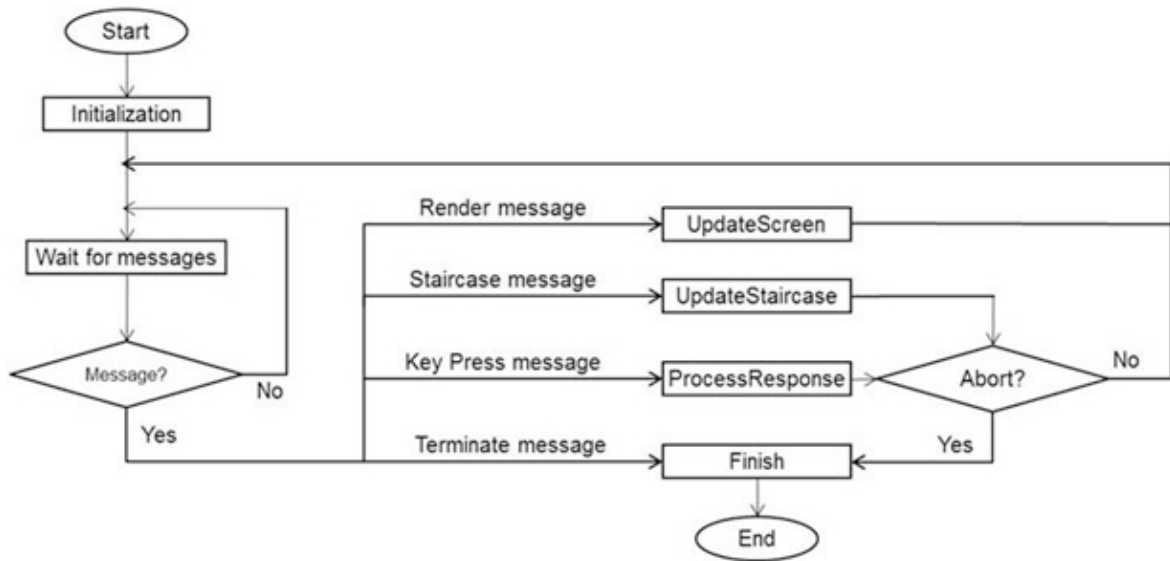 Start
Initialization
Render message
UpdateScreen
Wait for messages
Staircase message
UpdateStaircase
Message?
No
Key Press message
ProcessResponse
Abort?
No
Yes
Terminate message
Finish
Yes
End